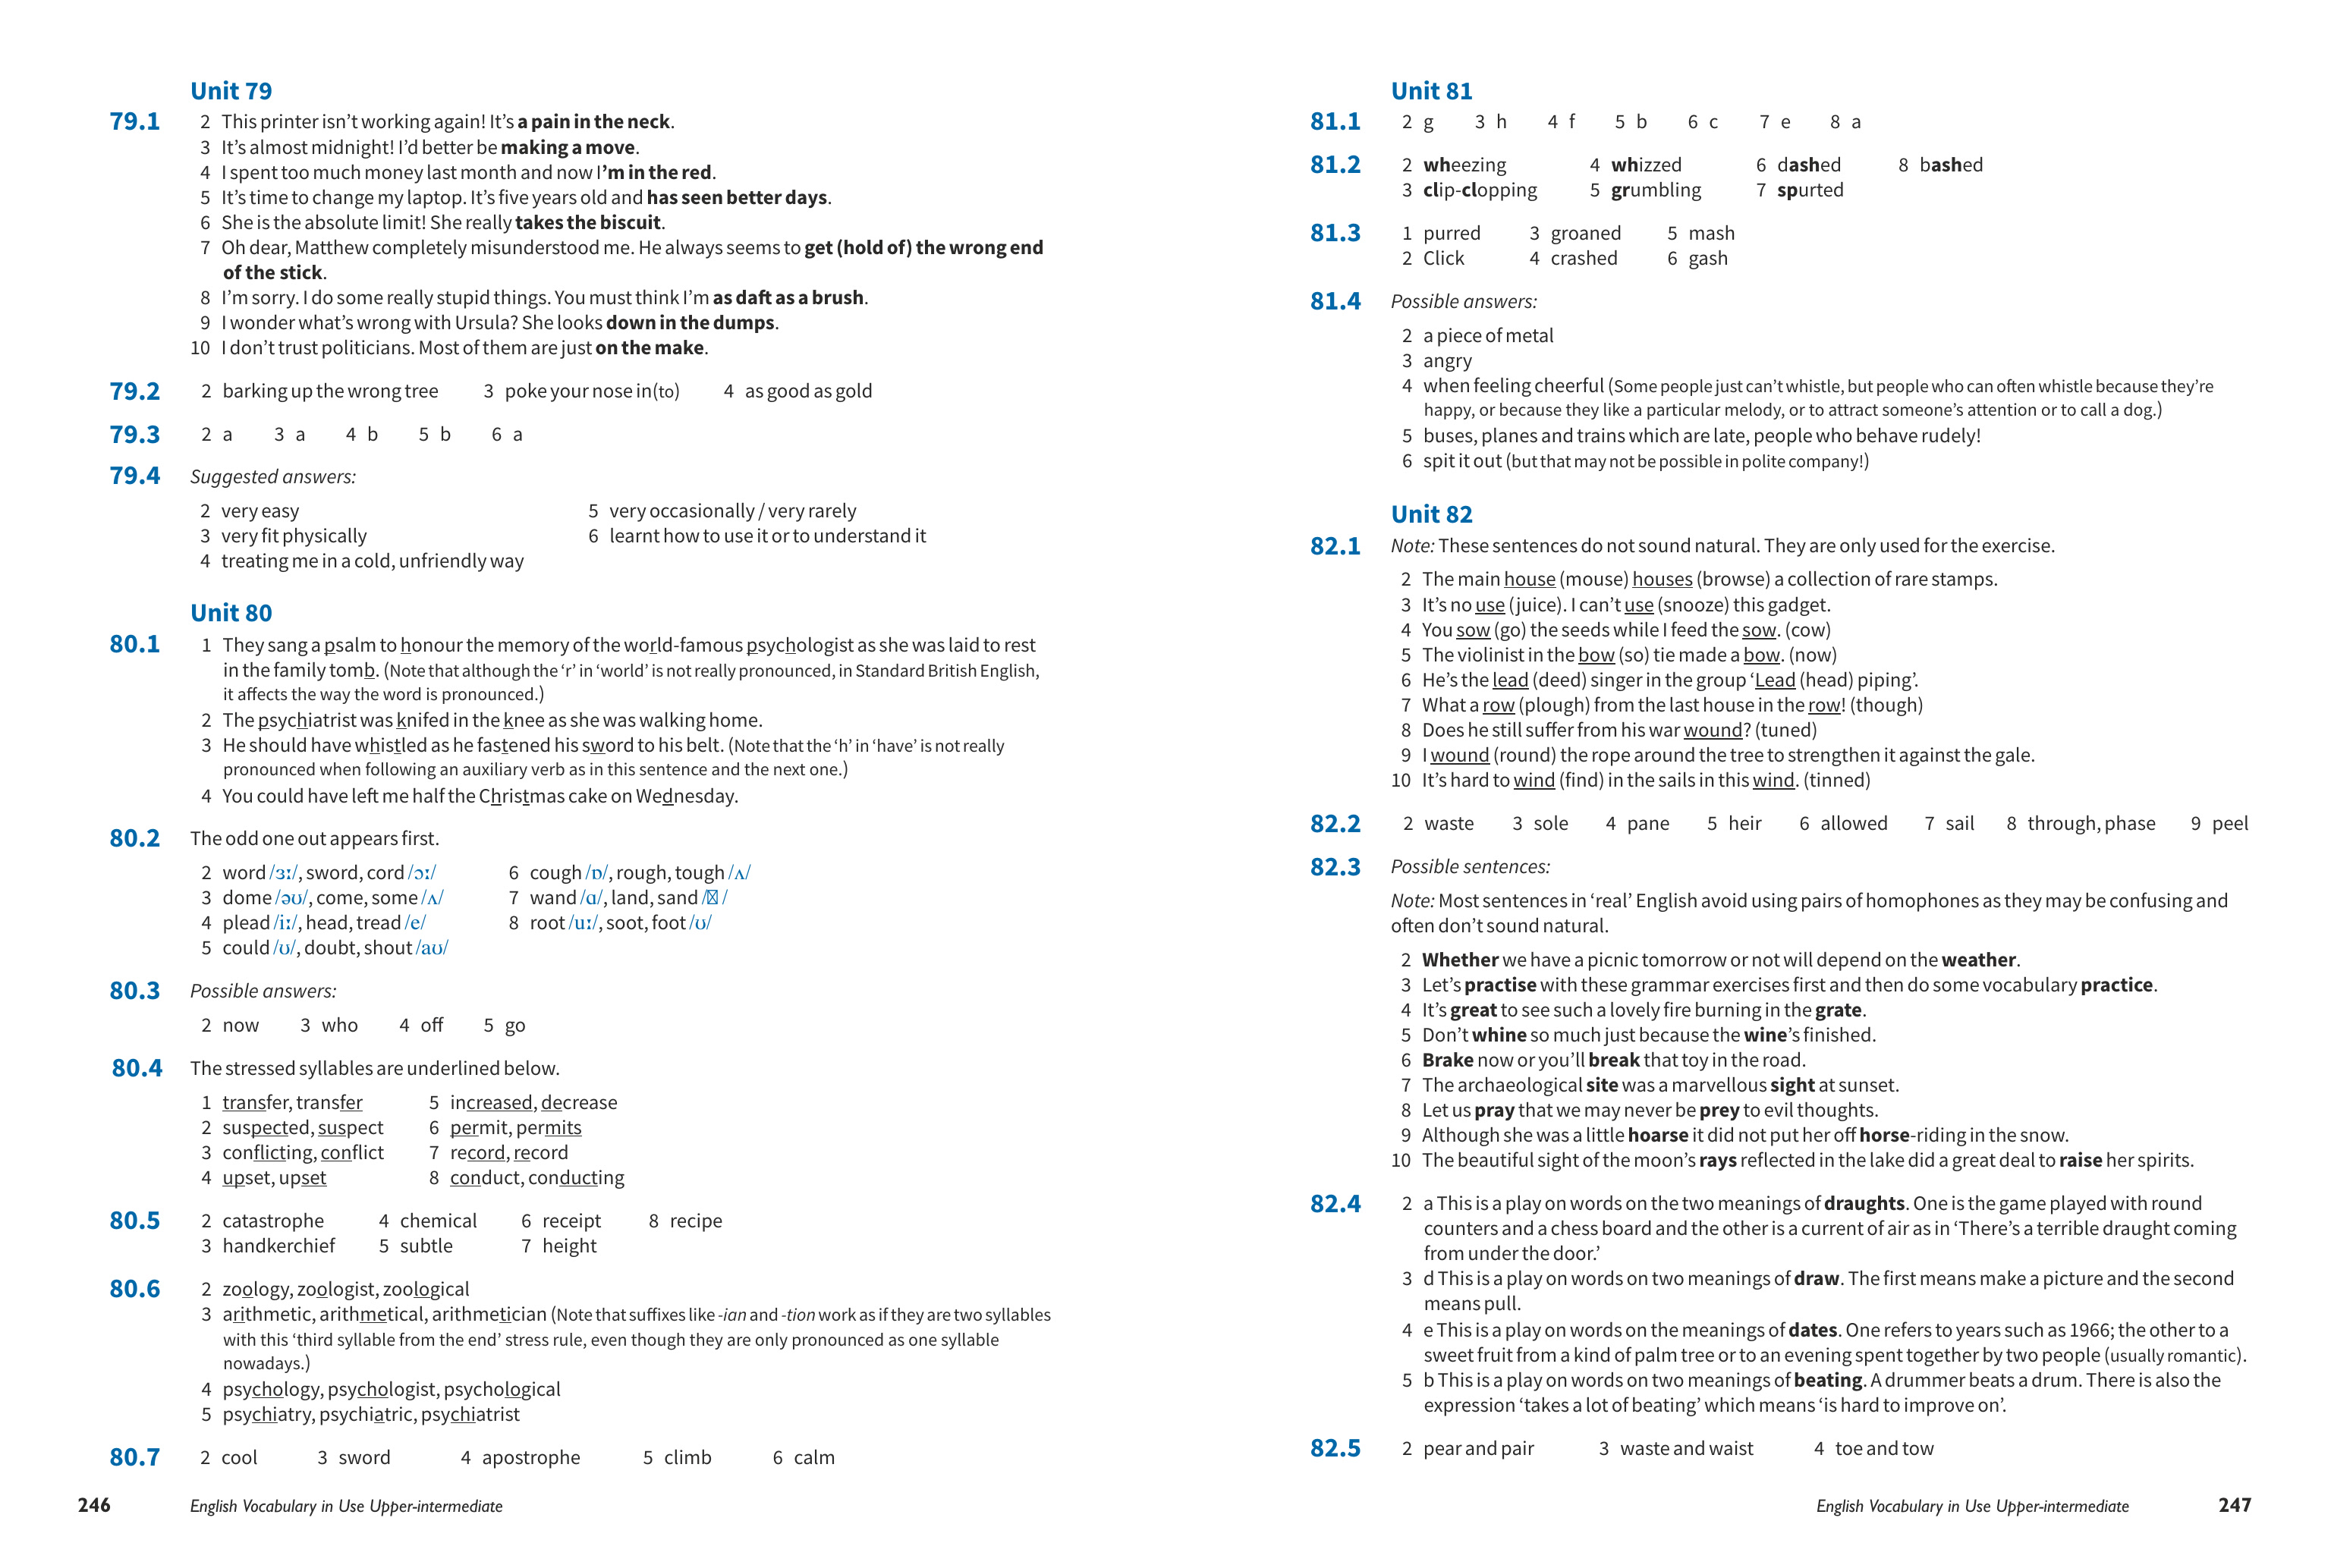 Unit 79
79.1 2 This printer isn’t working again! It’s a pain in the neck.
3 It’s almost midnight! I’d better be making a move.
4 I spent too much money last month and now I’m in the red.
5 It’s time to change my laptop. It’s five years old and has seen better days.
6 She is the absolute limit! She really takes the biscuit.
7 Oh dear, Matthew completely misunderstood me. He always seems to get (hold of) the wrong end
of the stick.
8 I’m sorry. I do some really stupid things. You must think I’m as daft as a brush.
9 I wonder what’s wrong with Ursula? She looks down in the dumps.
10 I don’t trust politicians. Most of them are just on the make.
79.2 2 barking up the wrong tree 3 poke your nose in(to) 4 as good as gold
79.3 2 a 3 a 4 b 5 b 6 a
79.4 Suggested answers:
2 very easy 5 very occasionally / very rarely
3 very fit physically 6 learnt how to use it or to understand it
4 treating me in a cold, unfriendly way
Unit 80
80.1 1 They sang a psalm to honour the memory of the world-famous psychologist as she was laid to rest
in the family tomb. (Note that although the ‘r’ in ‘world’ is not really pronounced, in Standard British English,
it affects the way the word is pronounced.)
2 The psychiatrist was knifed in the knee as she was walking home.
3 He should have whistled as he fastened his sword to his belt. (Note that the ‘h’ in ‘have’ is not really
pronounced when following an auxiliary verb as in this sentence and the next one.)
4 You could have left me half the Christmas cake on Wednesday.
80.2 The odd one out appears first.
2 word /ɜː/, sword, cord /ɔː/ 6 cough /ɒ/, rough, tough /ʌ/
3 dome /əʊ/, come, some /ʌ/ 7 wand /ɑ/, land, sand / /
4 plead /iː/, head, tread /e/ 8 root /uː/, soot, foot /ʊ/
5 could /ʊ/, doubt, shout /aʊ/
80.3 Possible answers:
2 now 3 who 4 off 5 go
80.4 The stressed syllables are underlined below.
1 transfer, transfer 5 increased, decrease
2 suspected, suspect 6 permit, permits
3 conflicting, conflict 7 record, record
4 upset, upset 8 conduct, conducting
80.5 2 catastrophe 4 chemical 6 receipt 8 recipe
3 handkerchief 5 subtle 7 height
80.6 2 zoology, zoologist, zoological
3 arithmetic, arithmetical, arithmetician (Note that suffixes like -ian and -tion work as if they are two syllables
with this ‘third syllable from the end’ stress rule, even though they are only pronounced as one syllable
nowadays.)
4 psychology, psychologist, psychological
5 psychiatry, psychiatric, psychiatrist
80.7 2 cool 3 sword 4 apostrophe 5 climb 6 calm
246 English Vocabulary in Use Upper-intermediate
Unit 81
81.1 2 g 3 h 4 f 5 b 6 c 7 e 8 a
81.2 2 wheezing 4 whizzed 6 dashed 8 bashed
3 clip-clopping 5 grumbling 7 spurted
81.3 1 purred 3 groaned 5 mash
2 Click 4 crashed 6 gash
81.4 Possible answers:
2 a piece of metal
3 angry
4 when feeling cheerful (Some people just can’t whistle, but people who can often whistle because they’re
happy, or because they like a particular melody, or to attract someone’s attention or to call a dog.)
5 buses, planes and trains which are late, people who behave rudely!
6 spit it out (but that may not be possible in polite company!)
Unit 82
82.1 Note: These sentences do not sound natural. They are only used for the exercise.
2 The main house (mouse) houses (browse) a collection of rare stamps.
3 It’s no use (juice). I can’t use (snooze) this gadget.
4 You sow (go) the seeds while I feed the sow. (cow)
5 The violinist in the bow (so) tie made a bow. (now)
6 He’s the lead (deed) singer in the group ‘Lead (head) piping’.
7 What a row (plough) from the last house in the row! (though)
8 Does he still suffer from his war wound? (tuned)
9 I wound (round) the rope around the tree to strengthen it against the gale.
10 It’s hard to wind (find) in the sails in this wind. (tinned)
82.2 2 waste 3 sole 4 pane 5 heir 6 allowed 7 sail 8 through, phase 9 peel
82.3 Possible sentences:
Note: Most sentences in ‘real’ English avoid using pairs of homophones as they may be confusing and
often don’t sound natural.
2 Whether we have a picnic tomorrow or not will depend on the weather.
3 Let’s practise with these grammar exercises first and then do some vocabulary practice.
4 It’s great to see such a lovely fire burning in the grate.
5 Don’t whine so much just because the wine’s finished.
6 Brake now or you’ll break that toy in the road.
7 The archaeological site was a marvellous sight at sunset.
8 Let us pray that we may never be prey to evil thoughts.
9 Although she was a little hoarse it did not put her off horse-riding in the snow.
10 The beautiful sight of the moon’s rays reflected in the lake did a great deal to raise her spirits.
82.4 2 a This is a play on words on the two meanings of draughts. One is the game played with round
counters and a chess board and the other is a current of air as in ‘There’s a terrible draught coming
from under the door.’
3 d This is a play on words on two meanings of draw. The first means make a picture and the second
means pull.
4 e This is a play on words on the meanings of dates. One refers to years such as 1966; the other to a
sweet fruit from a kind of palm tree or to an evening spent together by two people (usually romantic).
5 b This is a play on words on two meanings of beating. A drummer beats a drum. There is also the
expression ‘takes a lot of beating’ which means ‘is hard to improve on’.
82.5 2 pear and pair 3 waste and waist 4 toe and tow
English Vocabulary in Use Upper-intermediate 247